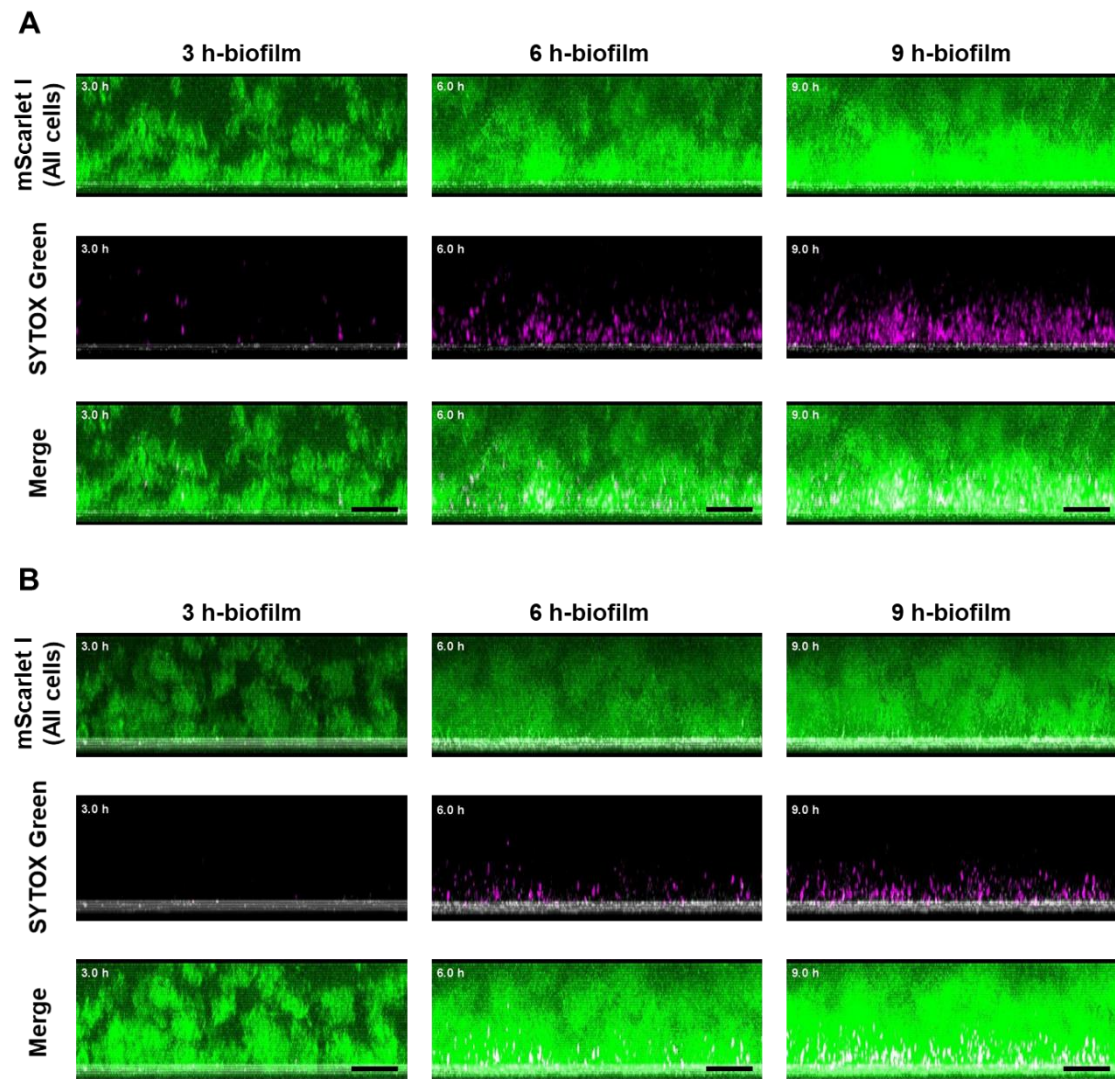 A
3 h-biofilm
6 h-biofilm
9 h-biofilm
mScarlet I
(All cells)
3.0 h
6.0 h
9.0 h
SYTOX Green
3.0 h
6.0 h
9.0 h
Merge
3.0 h
6.0 h
9.0 h
B
3 h-biofilm
6 h-biofilm
9 h-biofilm
mScarlet I
(All cells)
3.0 h
6.0 h
9.0 h
SYTOX Green
3.0 h
6.0 h
9.0 h
Merge
3.0 h
6.0 h
9.0 h